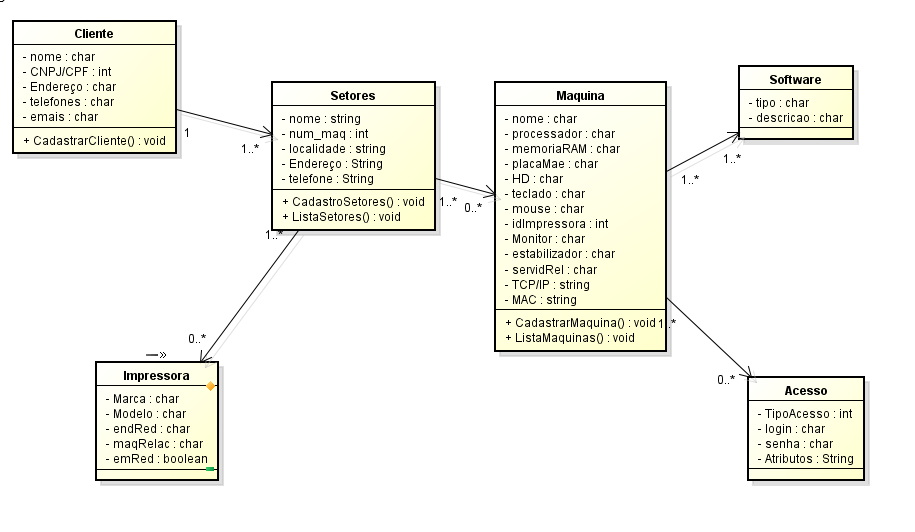 Cliente
- nome : char
- CNPJ/CPF : int
- Endereço : char
- telefones : char
- emais : char
+ CadastrarCliente() : void
1
1..*
Setores
- nome : string
- num_maq : int
- localidade : string
- Endereço : String
- telefone : String
+ CadastroSetores() : void
+ ListaSetores() : void
1..*
0..*
1..*
0..*
Maquina
- nome : char
- processador : char
- memoriaRAM : char
- placaMae : char
- HD : char
- teclado : char
- mouse : char
- idImpressora : int
- Monitor : char
- estabilizador : char
- servidRel : char
- TCP/IP : string
- MAC : string
+ CadastrarMaquina() : void
+ ListaMaquinas() : void
1..*
1..*
Software
- tipo : char
- descricao : char
1..*
0..*
Impressora
- Marca : char
- Modelo : char
- endRed : char
- maqRelac : char
- emRed : boolean
Acesso
- TipoAcesso : int
- login : char
- senha : char
- Atributos : String